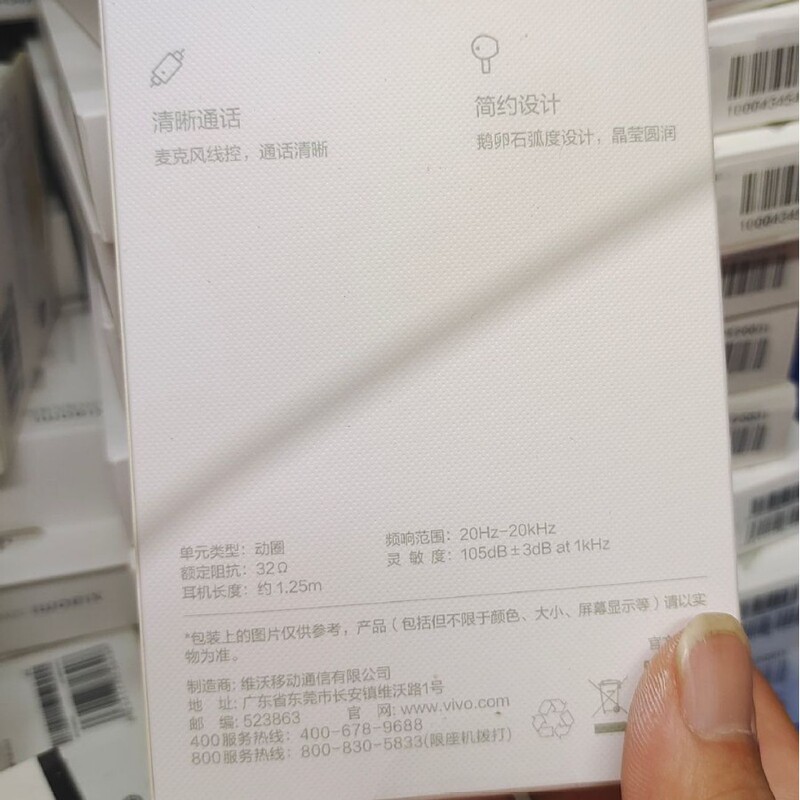 清晰通话
麦克风线控，通话清晰
简约设计
鹅卵石弧度设计，晶莹圆润
单元类型：动圈
额定阻抗：32Ω
耳机长度：约 1.25m
频响范围：20Hz-20kHz
灵 敏 度：105dB±3dB at 1kHz
*包装上的图片仅供参考，产品（包括但不限于颜色、大小、屏幕显示等）请以实
物为准。
制造商：维沃移动通信有限公司
地 址：广东省东莞市长安镇维沃路1号
邮 编：523863 官 网：www.vivo.com
400服务热线：400-678-9688
800服务热线：800-830-5833(限座机拨打)